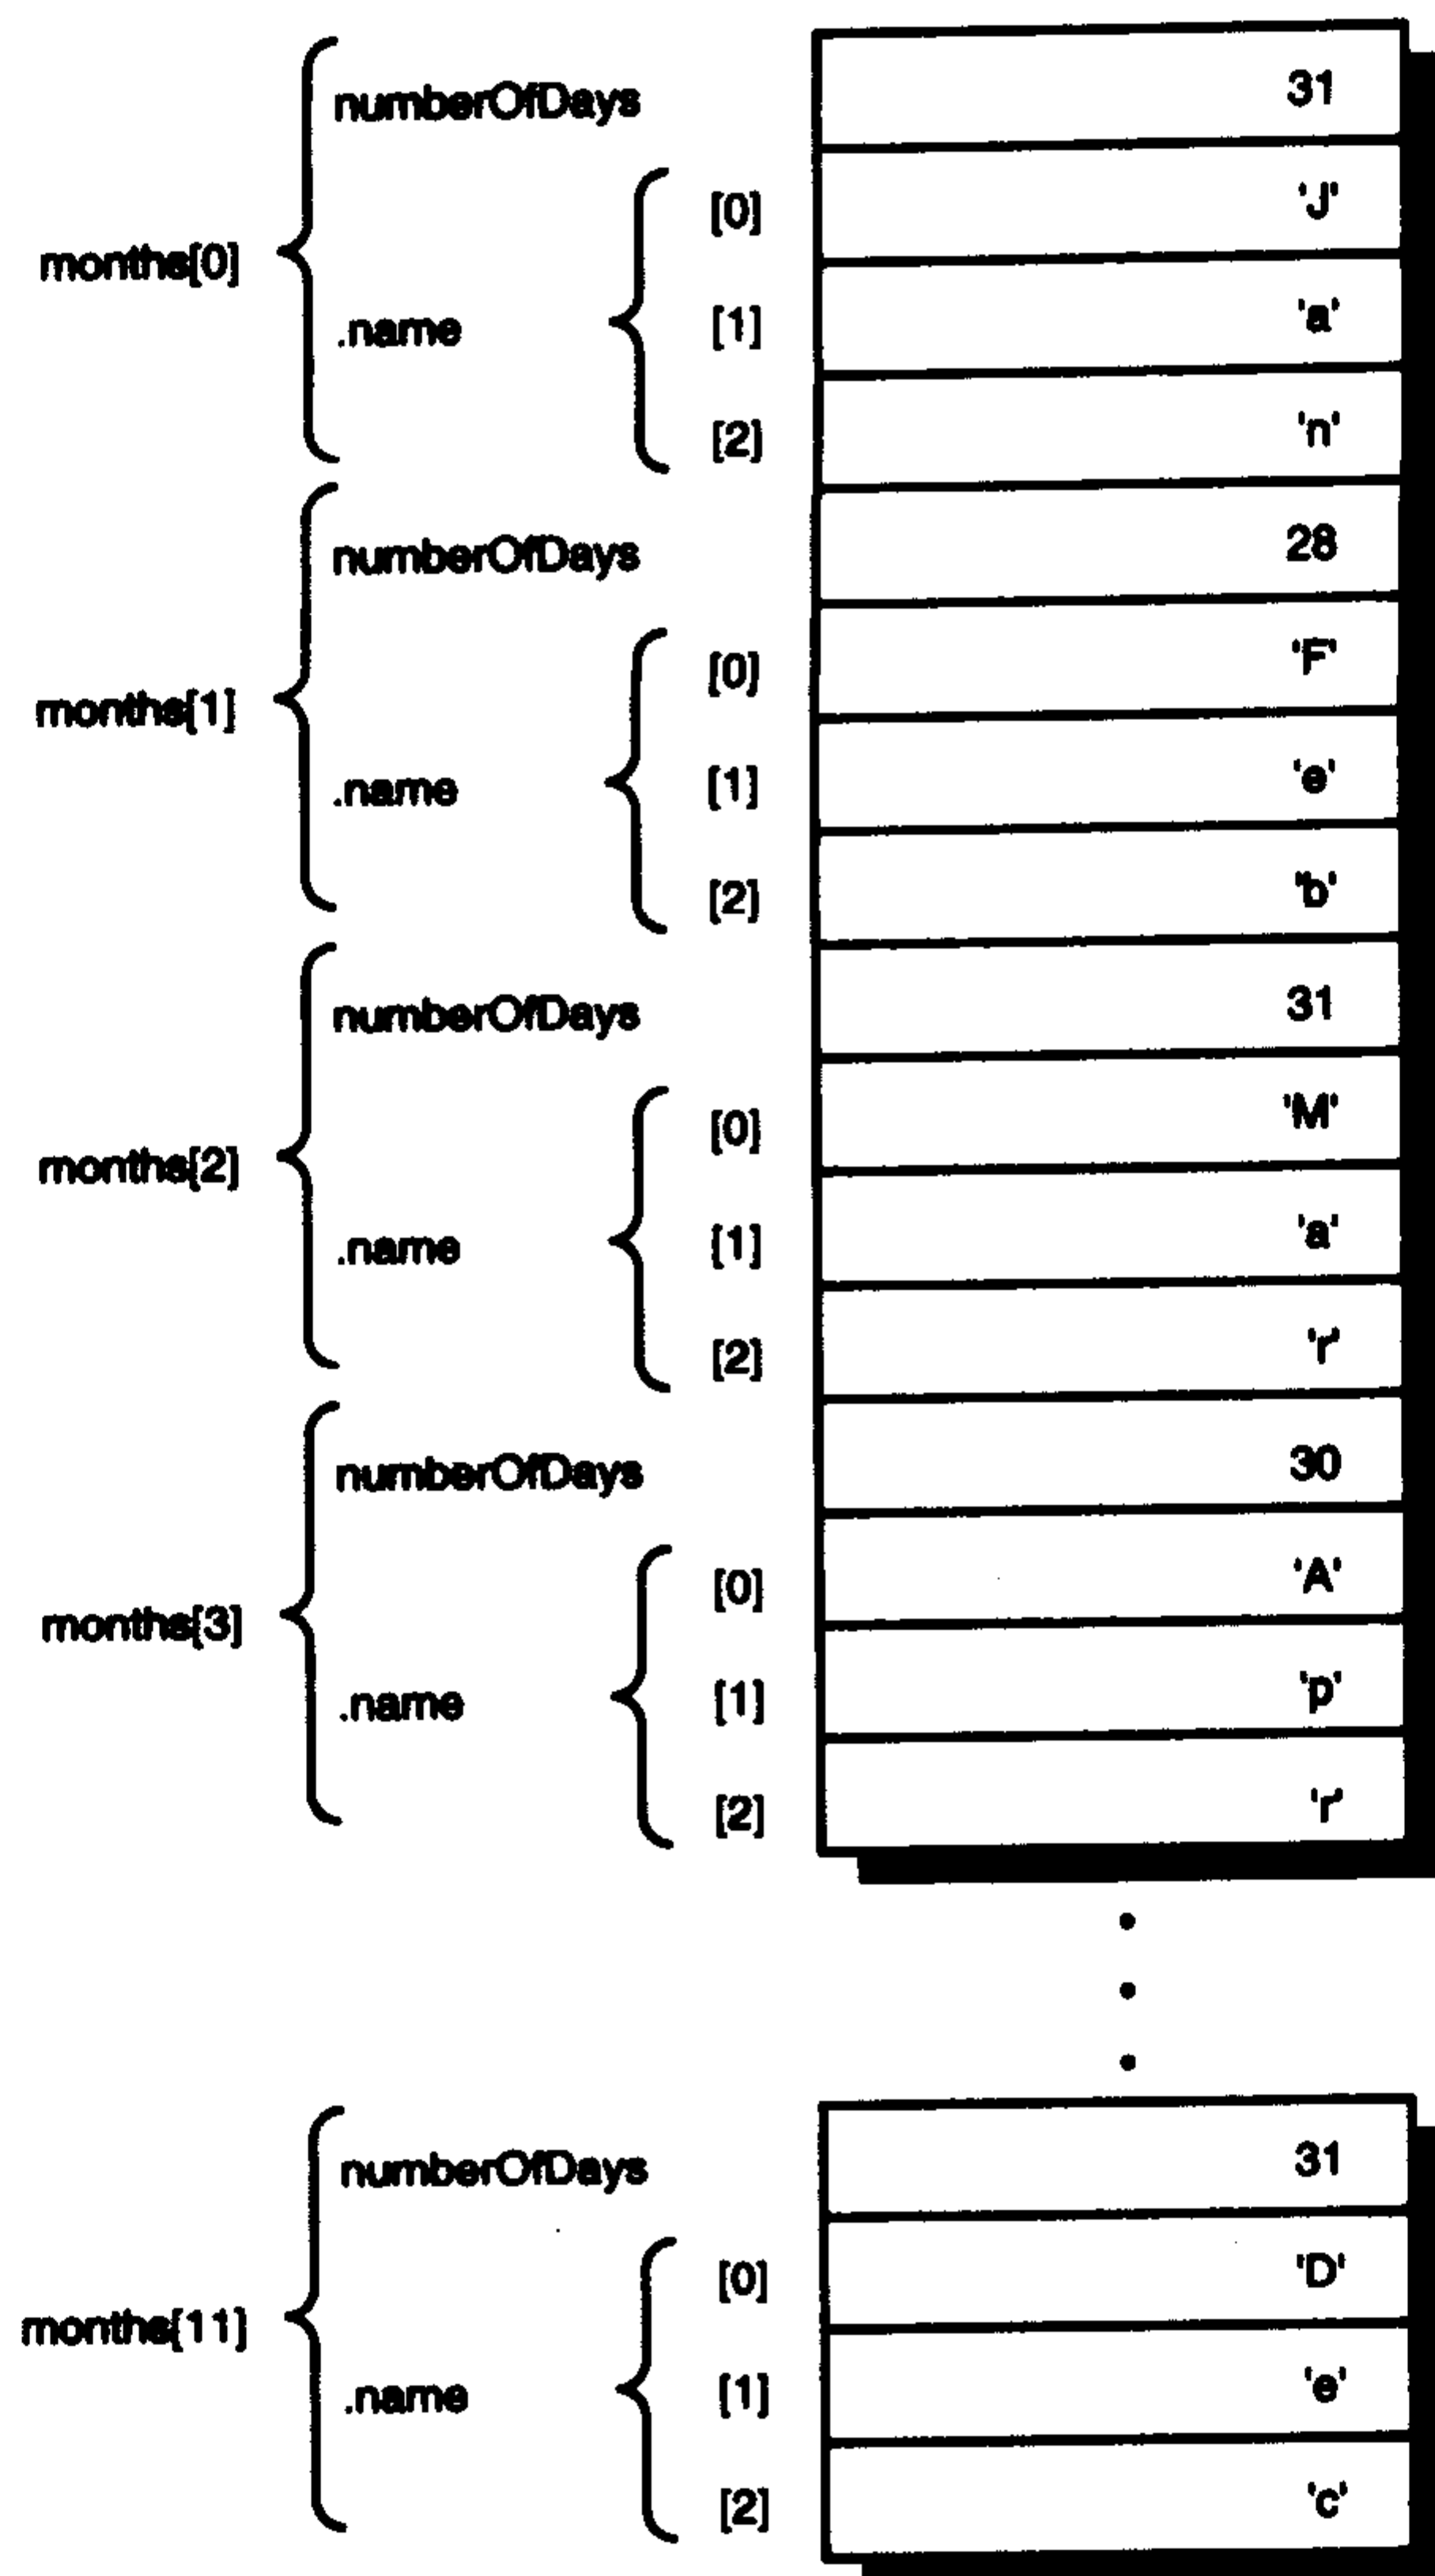 numberOfDays 31
[0] 'J'
months[0] .name [1] 'a'
[2] 'n'
numberOfDays 28
[0] 'F'
months[1] .name [1] 'e'
[2] 'b'
numberOfDays 31
[0] 'M'
months[2] .name [1] 'a'
[2] 'r'
numberOfDays 30
[0] 'A'
months[3] .name [1] 'p'
[2] 'r'
numberOfDays 31
[0] 'D'
months[11] .name [1] 'e'
[2] 'c'